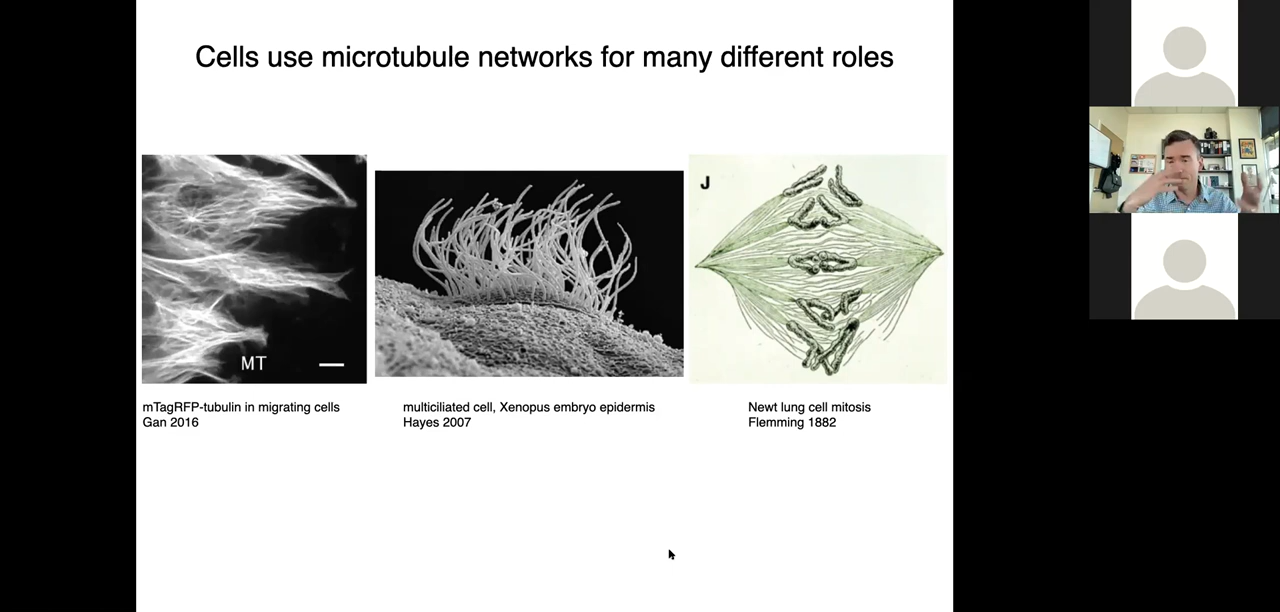 Cells use microtubule networks for many different roles
MT
J
mTagRFP-tubulin in migrating cells
Gan 2016
multiciliated cell, Xenopus embryo epidermis
Hayes 2007
Newt lung cell mitosis
Flemming 1882